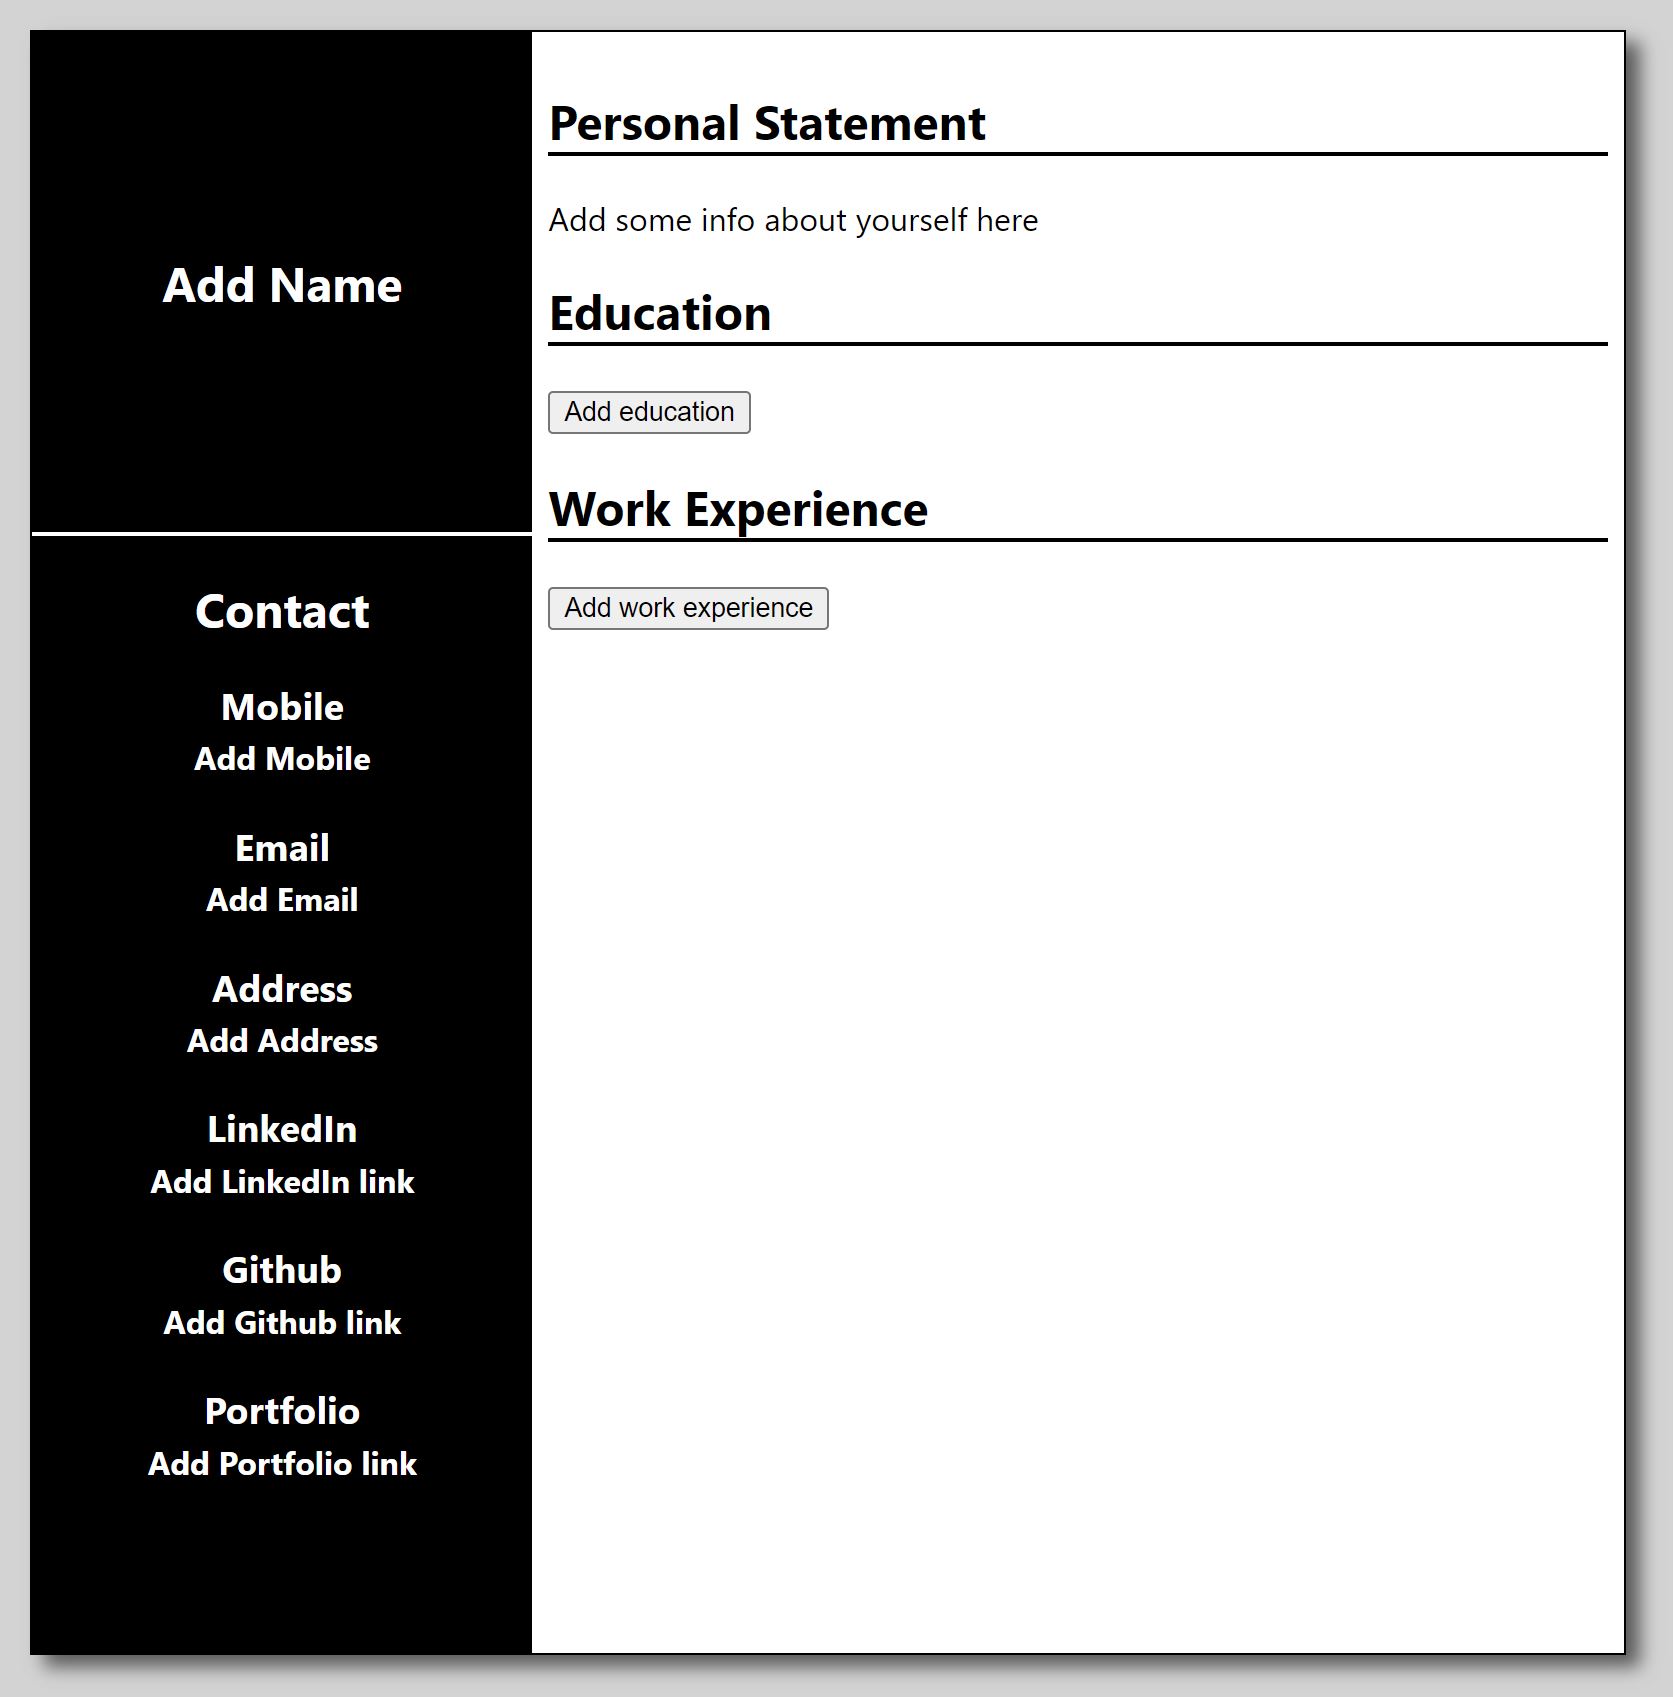 Add Name
Contact
Mobile
Add Mobile
Email
Add Email
Address
Add Address
LinkedIn
Add LinkedIn link
Github
Add Github link
Portfolio
Add Portfolio link
Personal Statement
Add some info about yourself here
Education
Add education
Work Experience
Add work experience